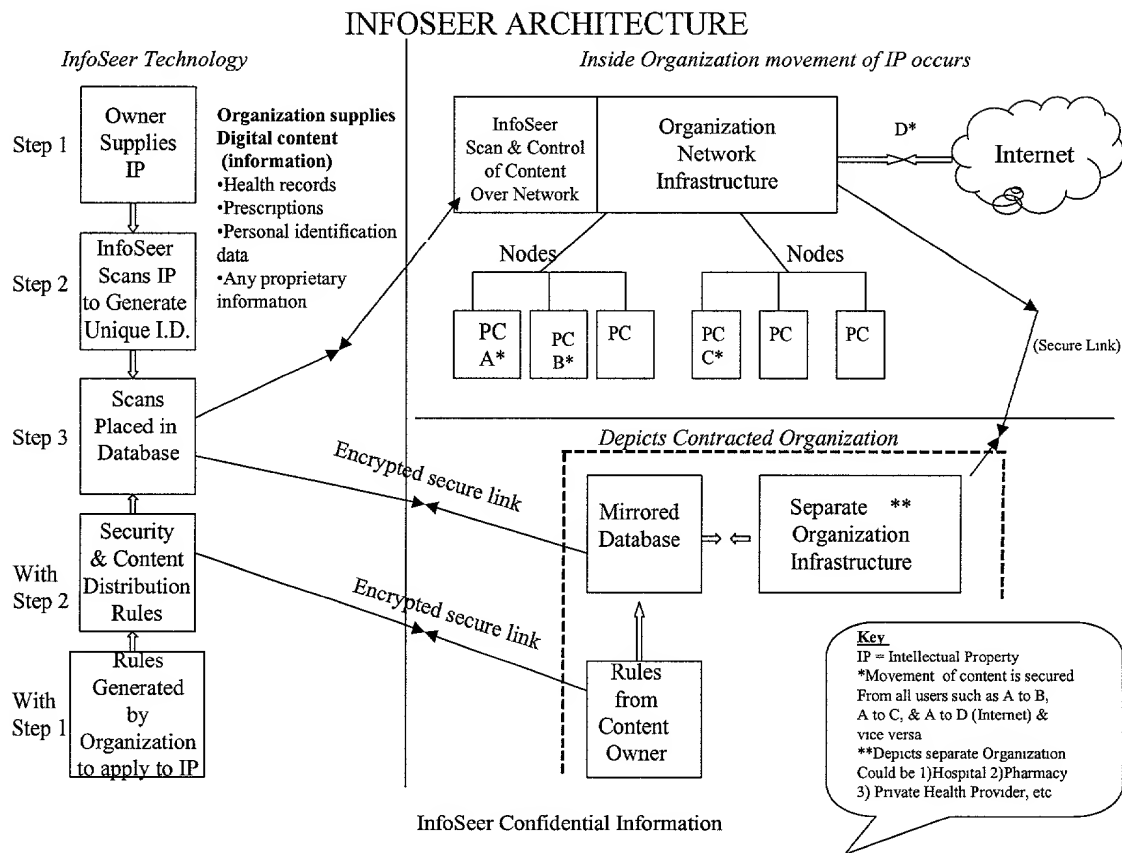 INFOSEER ARCHITECTURE
InfoSeer Technology
Step 1
Owner
Supplies
IP
Organization supplies
Digital content
(information)
•Health records
•Prescriptions
•Personal identification
data
•Any proprietary
information
Step 2
InfoSeer
Scans IP
to Generate
Unique I.D.
Step 3
Scans
Placed in
Database
With
Step 2
Security
& Content
Distribution
Rules
With
Step 1
Rules
Generated
by
Organization
to apply to IP
Inside Organization movement of IP occurs
InfoSeer
Scan & Control
of Content
Over Network
Organization
Network
Infrastructure
D*
Internet
Nodes
Nodes
PC
A*
PC
B*
PC
PC
C*
PC
PC
(Secure Link)
Depicts Contracted Organization
Encrypted secure link
Mirrored
Database
Separate **
Organization
Infrastructure
Encrypted secure link
Rules
from
Content
Owner
Key
IP = Intellectual Property
*Movement of content is secured
From all users such as A to B,
A to C, & A to D (Internet) &
vice versa
**Depicts separate Organization
Could be 1)Hospital 2)Pharmacy
3) Private Health Provider, etc
InfoSeer Confidential Information